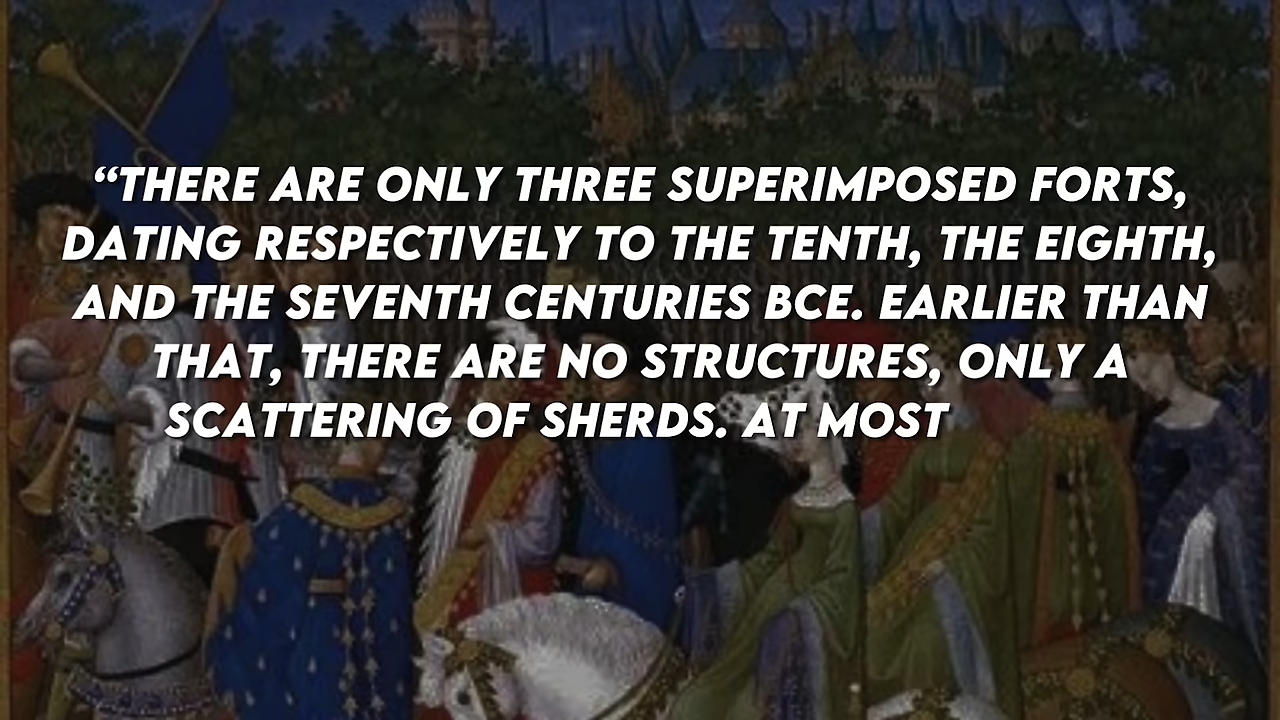 “THERE ARE ONLY THREE SUPERIMPOSED FORTS,
DATING RESPECTIVELY TO THE TENTH, THE EIGHTH,
AND THE SEVENTH CENTURIES BCE. EARLIER THAN
THAT, THERE ARE NO STRUCTURES, ONLY A
SCATTERING OF SHERDS. AT MOST